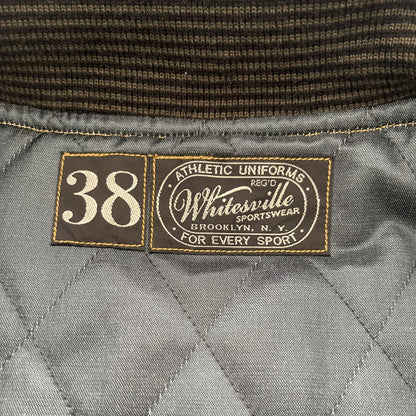 38
· ATHLETIC UNIFORMS ·
REG'D
Whitesville
SPORTSWEAR
BROOKLYN, N. Y.
FOR EVERY SPORT